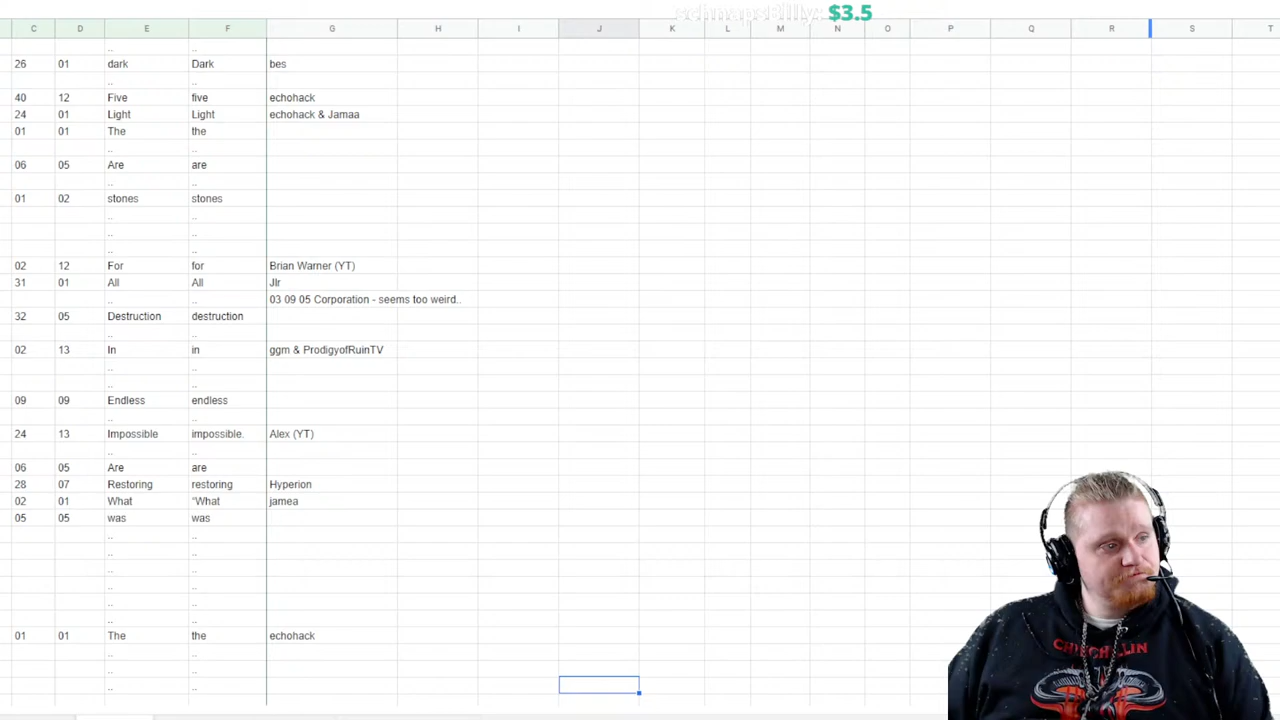 schnapsBillly: $3.5
C D E F G H I J K L M N O P Q R S T
.. ..
26 01 dark Dark bes
.. ..
40 12 Five five echohack
24 01 Light Light echohack & Jamaa
01 01 The the
.. ..
06 05 Are are
.. ..
01 02 stones stones
.. ..
.. ..
.. ..
02 12 For for Brian Warner (YT)
31 01 All All Jlr
.. .. 03 09 05 Corporation - seems too weird..
32 05 Destruction destruction
.. ..
02 13 In in ggm & ProdigyofRuinTV
.. ..
.. ..
09 09 Endless endless
.. ..
24 13 Impossible impossible. Alex (YT)
.. ..
06 05 Are are
28 07 Restoring restoring Hyperion
02 01 What “What jamea
05 05 was was
.. ..
.. ..
.. ..
.. ..
.. ..
.. ..
01 01 The the echohack
.. ..
.. ..
.. ..